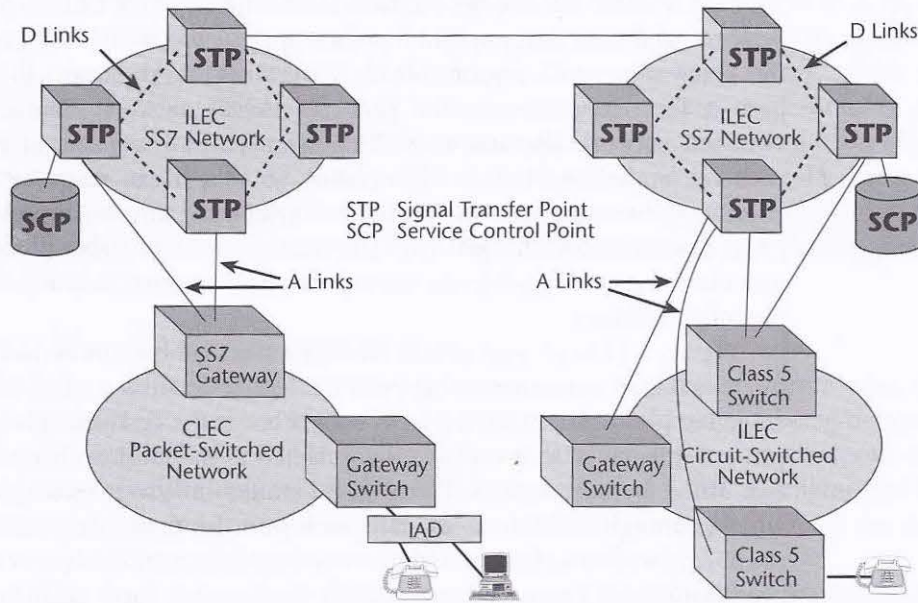 D Links
STP
ILEC
SS7 Network
STP
STP
STP
SCP
STP
D Links
ILEC
SS7 Network
STP
STP
STP
SCP
STP Signal Transfer Point
SCP Service Control Point
A Links
A Links
SS7
Gateway
CLEC
Packet-Switched
Network
Gateway
Switch
IAD
Class 5
Switch
ILEC
Circuit-Switched
Network
Gateway
Switch
Class 5
Switch